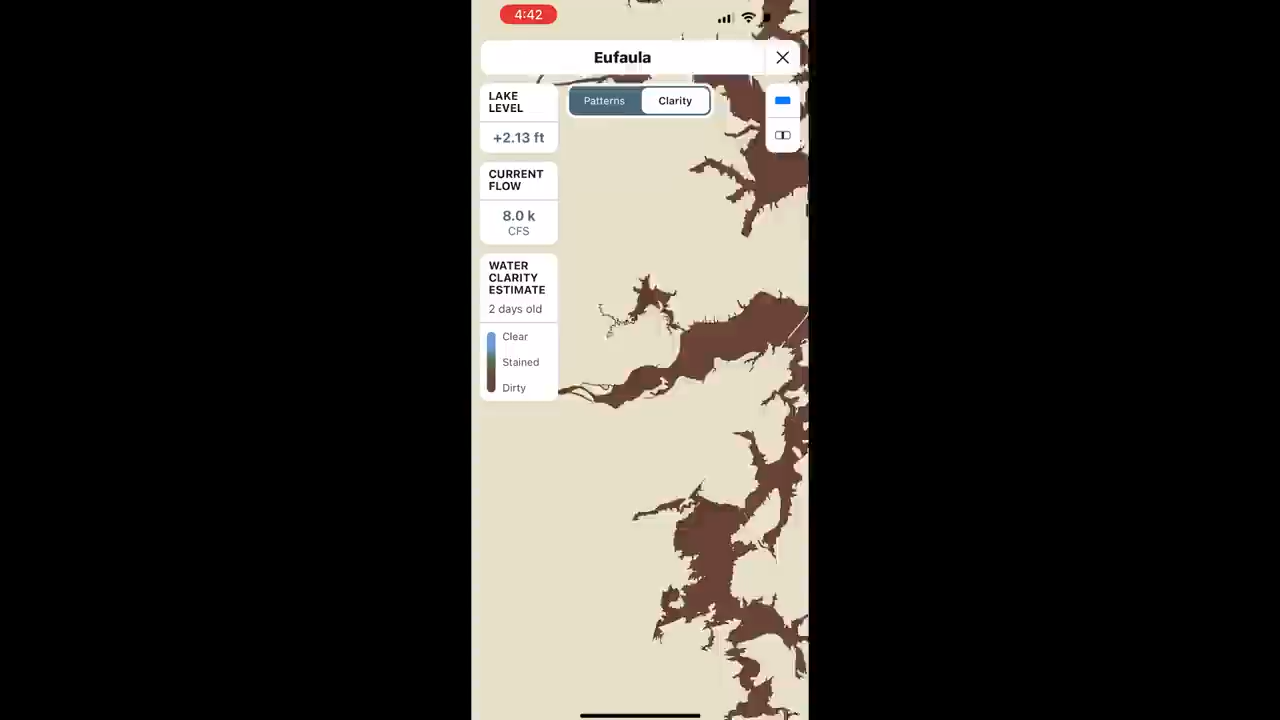 4:42
Eufaula
LAKE
LEVEL
+2.13 ft
Patterns
Clarity
CURRENT
FLOW
8.0 k
CFS
WATER
CLARITY
ESTIMATE
2 days old
Clear
Stained
Dirty